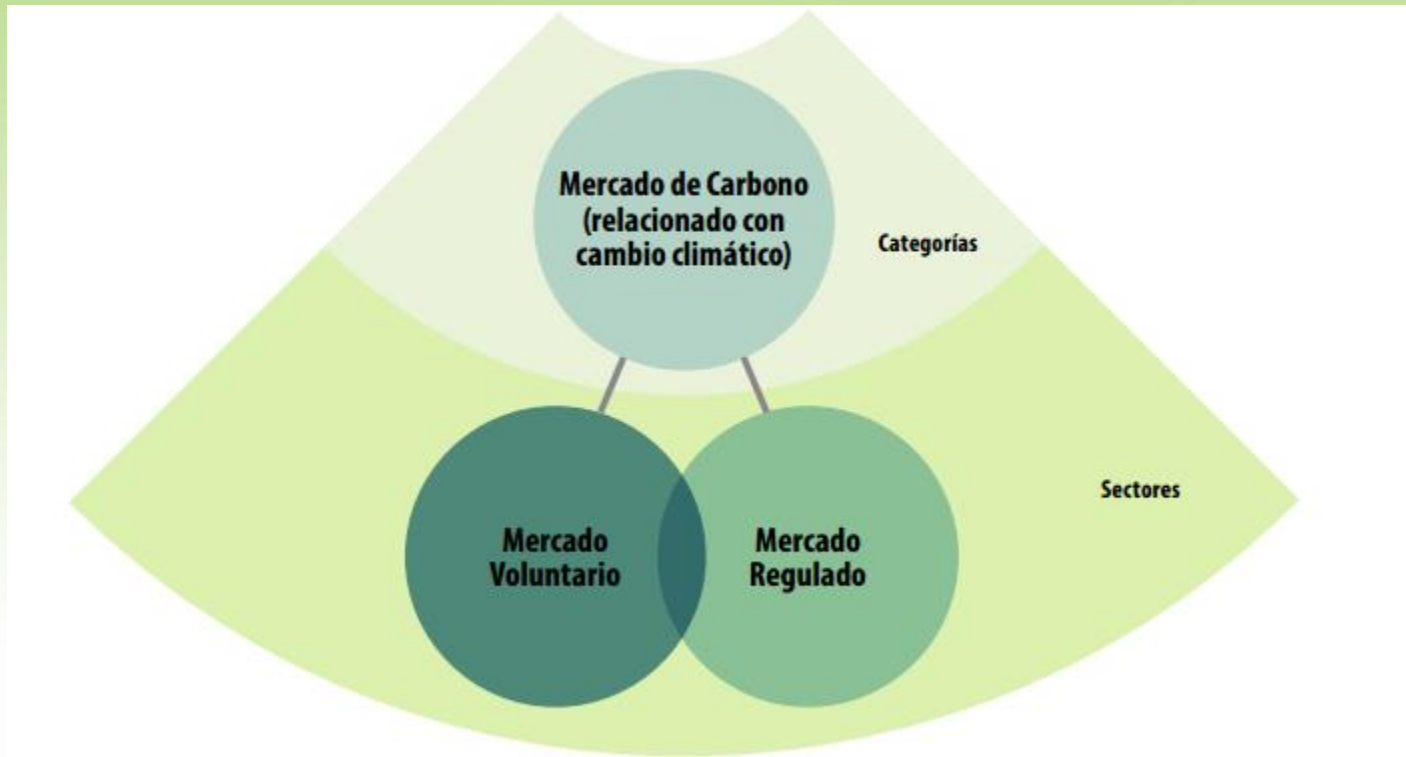 Mercado de Carbono
(relacionado con
cambio climático)
Categorías
Sectores
Mercado
Voluntario
Mercado
Regulado